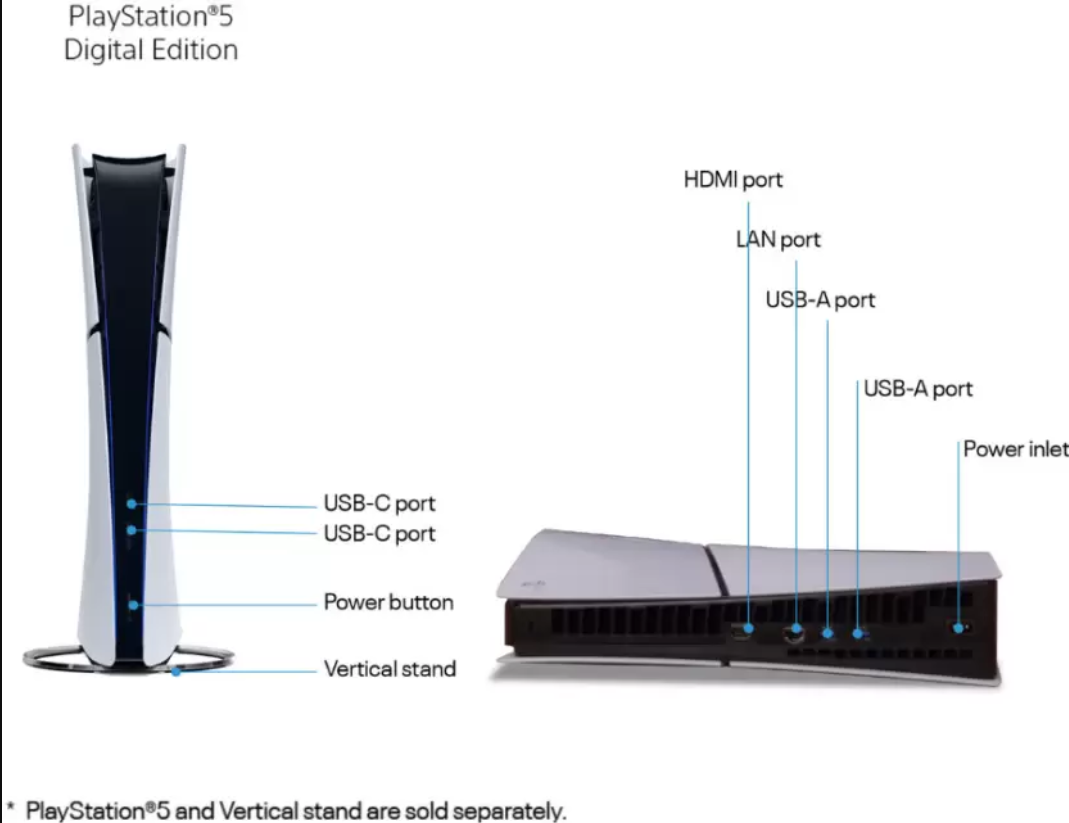 PlayStation®5
Digital Edition
HDMI port
LAN port
USB-A port
USB-A port
Power inlet
USB-C port
USB-C port
Power button
Vertical stand
* PlayStation®5 and Vertical stand are sold separately.